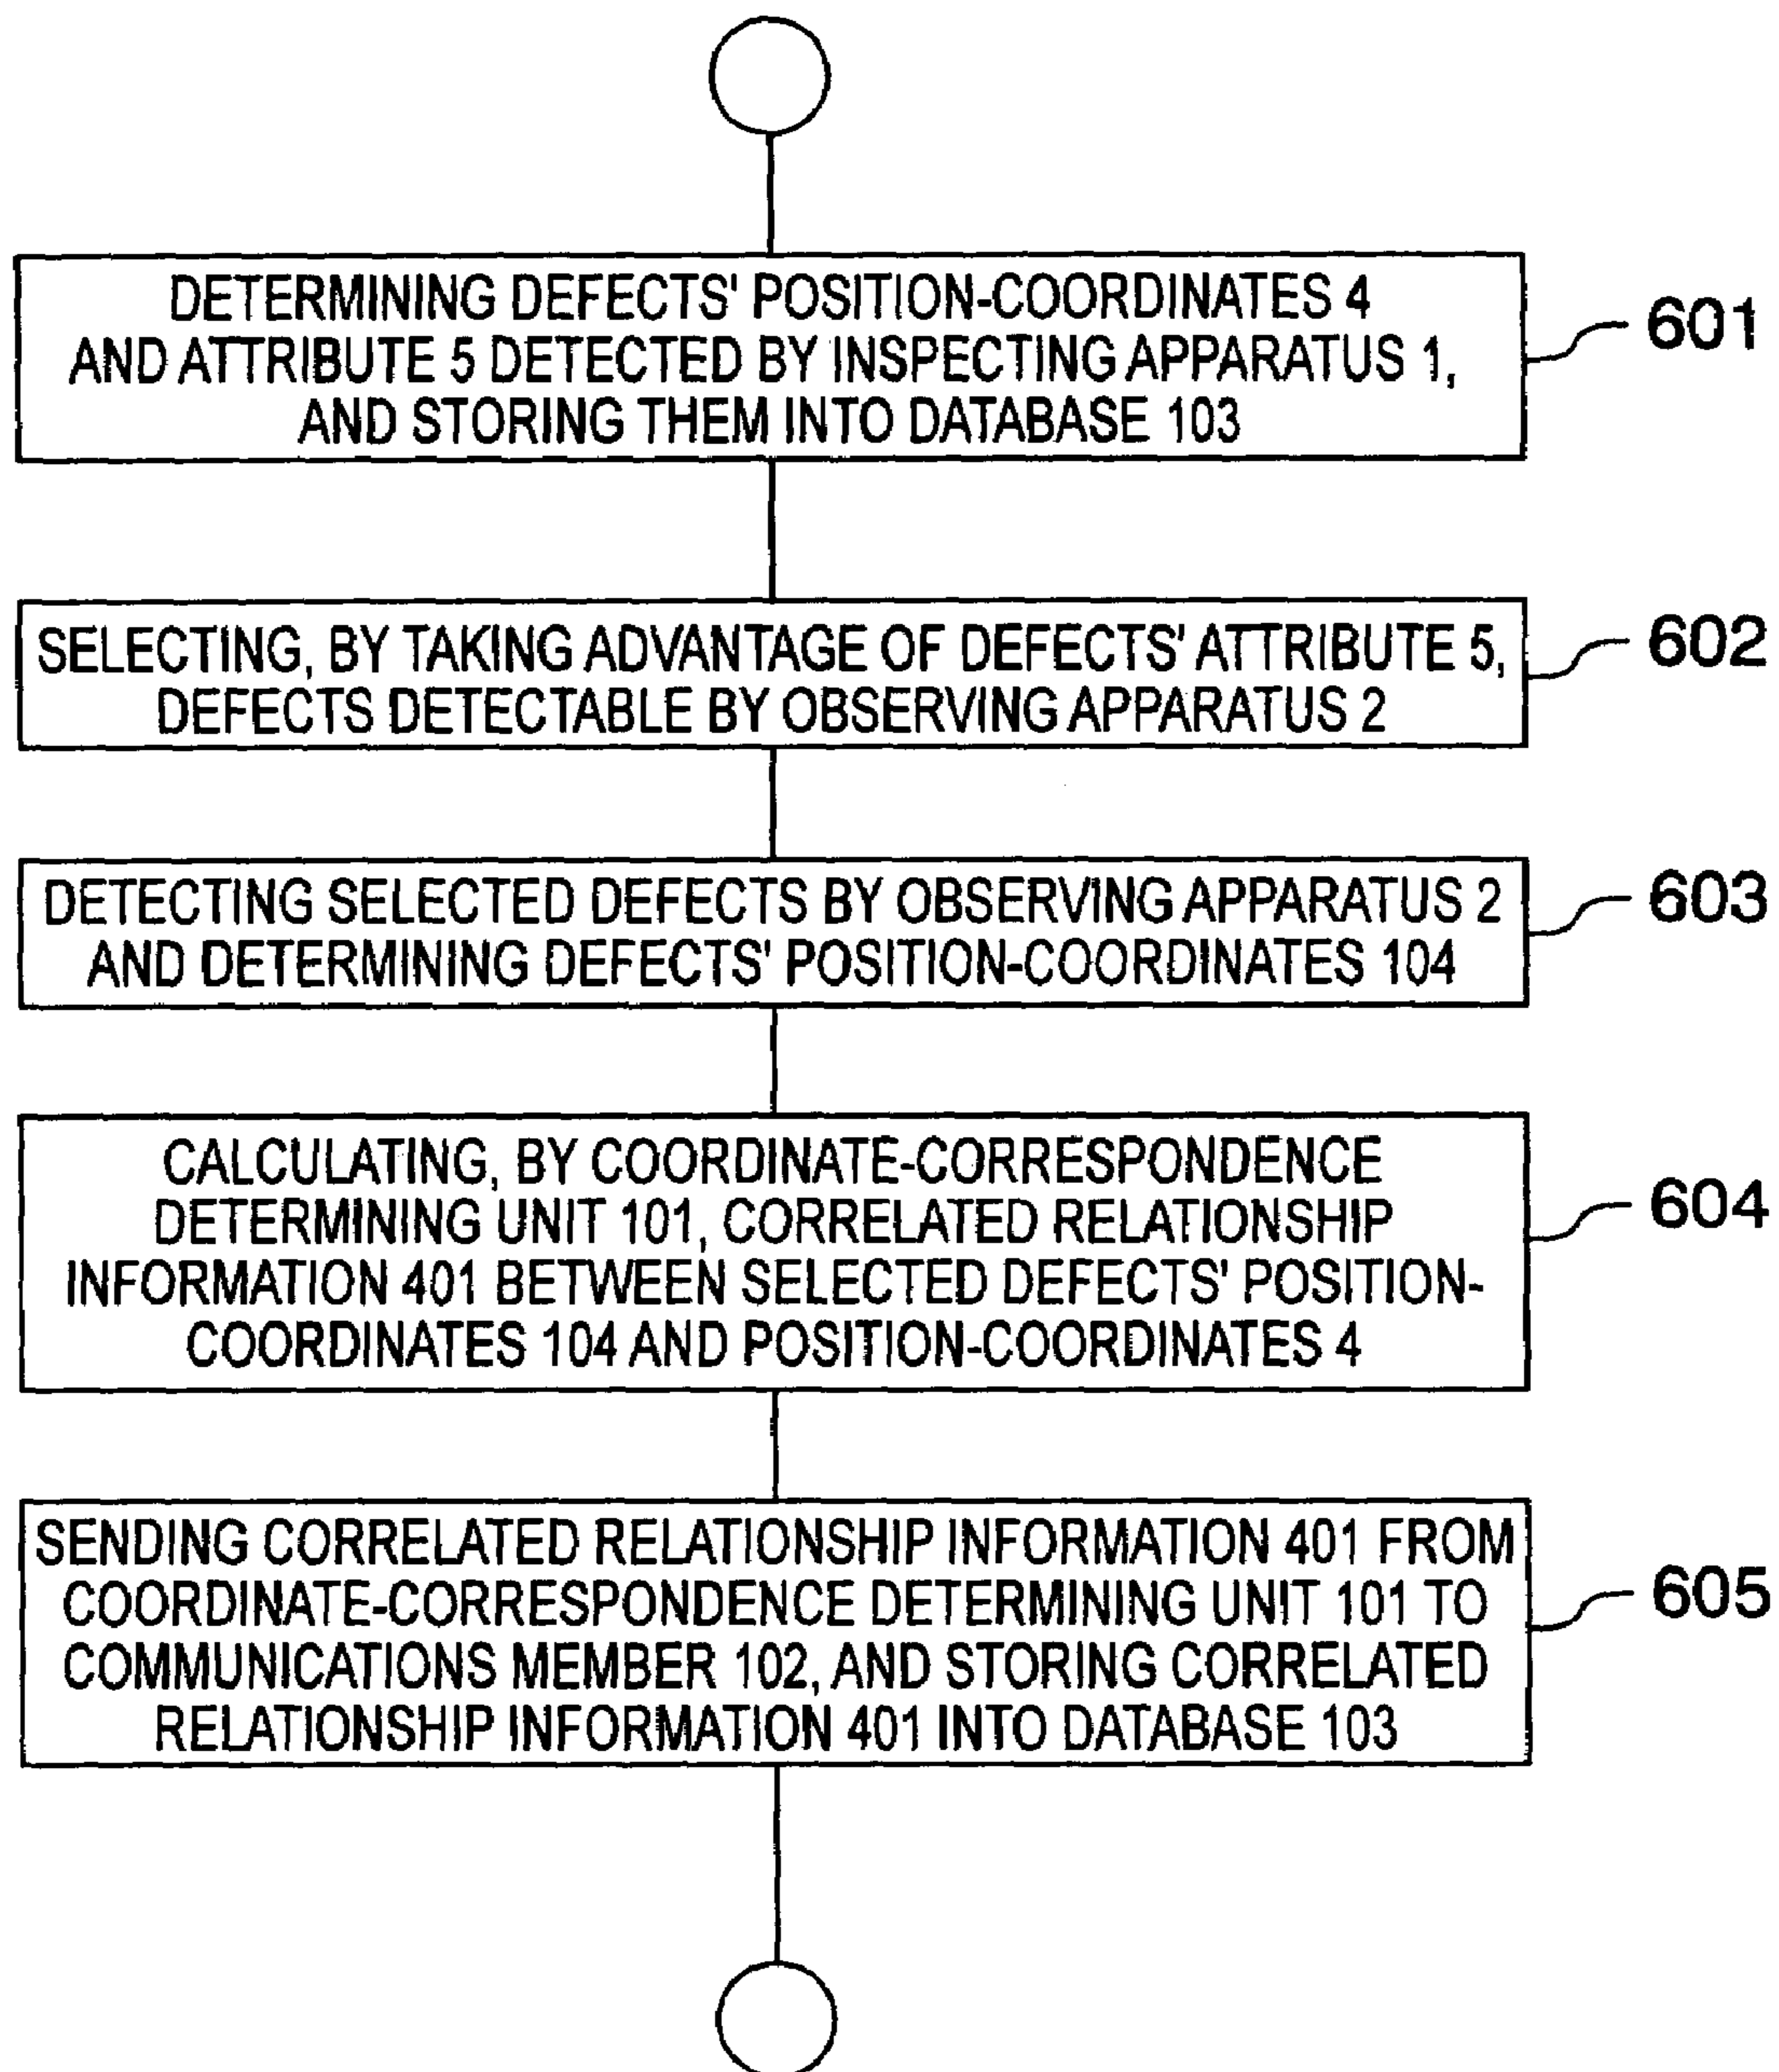 DETERMINING DEFECTS' POSITION-COORDINATES 4
AND ATTRIBUTE 5 DETECTED BY INSPECTING APPARATUS 1,
AND STORING THEM INTO DATABASE 103
601
SELECTING, BY TAKING ADVANTAGE OF DEFECTS' ATTRIBUTE 5,
DEFECTS DETECTABLE BY OBSERVING APPARATUS 2
602
DETECTING SELECTED DEFECTS BY OBSERVING APPARATUS 2
AND DETERMINING DEFECTS' POSITION-COORDINATES 104
603
CALCULATING, BY COORDINATE-CORRESPONDENCE
DETERMINING UNIT 101, CORRELATED RELATIONSHIP
INFORMATION 401 BETWEEN SELECTED DEFECTS' POSITION-
COORDINATES 104 AND POSITION-COORDINATES 4
604
SENDING CORRELATED RELATIONSHIP INFORMATION 401 FROM
COORDINATE-CORRESPONDENCE DETERMINING UNIT 101 TO
COMMUNICATIONS MEMBER 102, AND STORING CORRELATED
RELATIONSHIP INFORMATION 401 INTO DATABASE 103
605